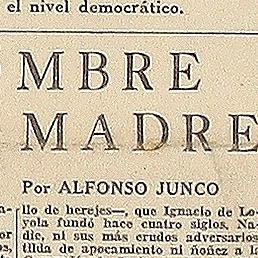 el nivel democrático.
MBRE
MADRE
Por ALFONSO JUNCO
llo de herejes—, que Ignacio de Lo-
yola fundó hace cuatro siglos. Na-
die, ni sus más crudos adversarios
tilda de apocamiento ni ñoñez a la